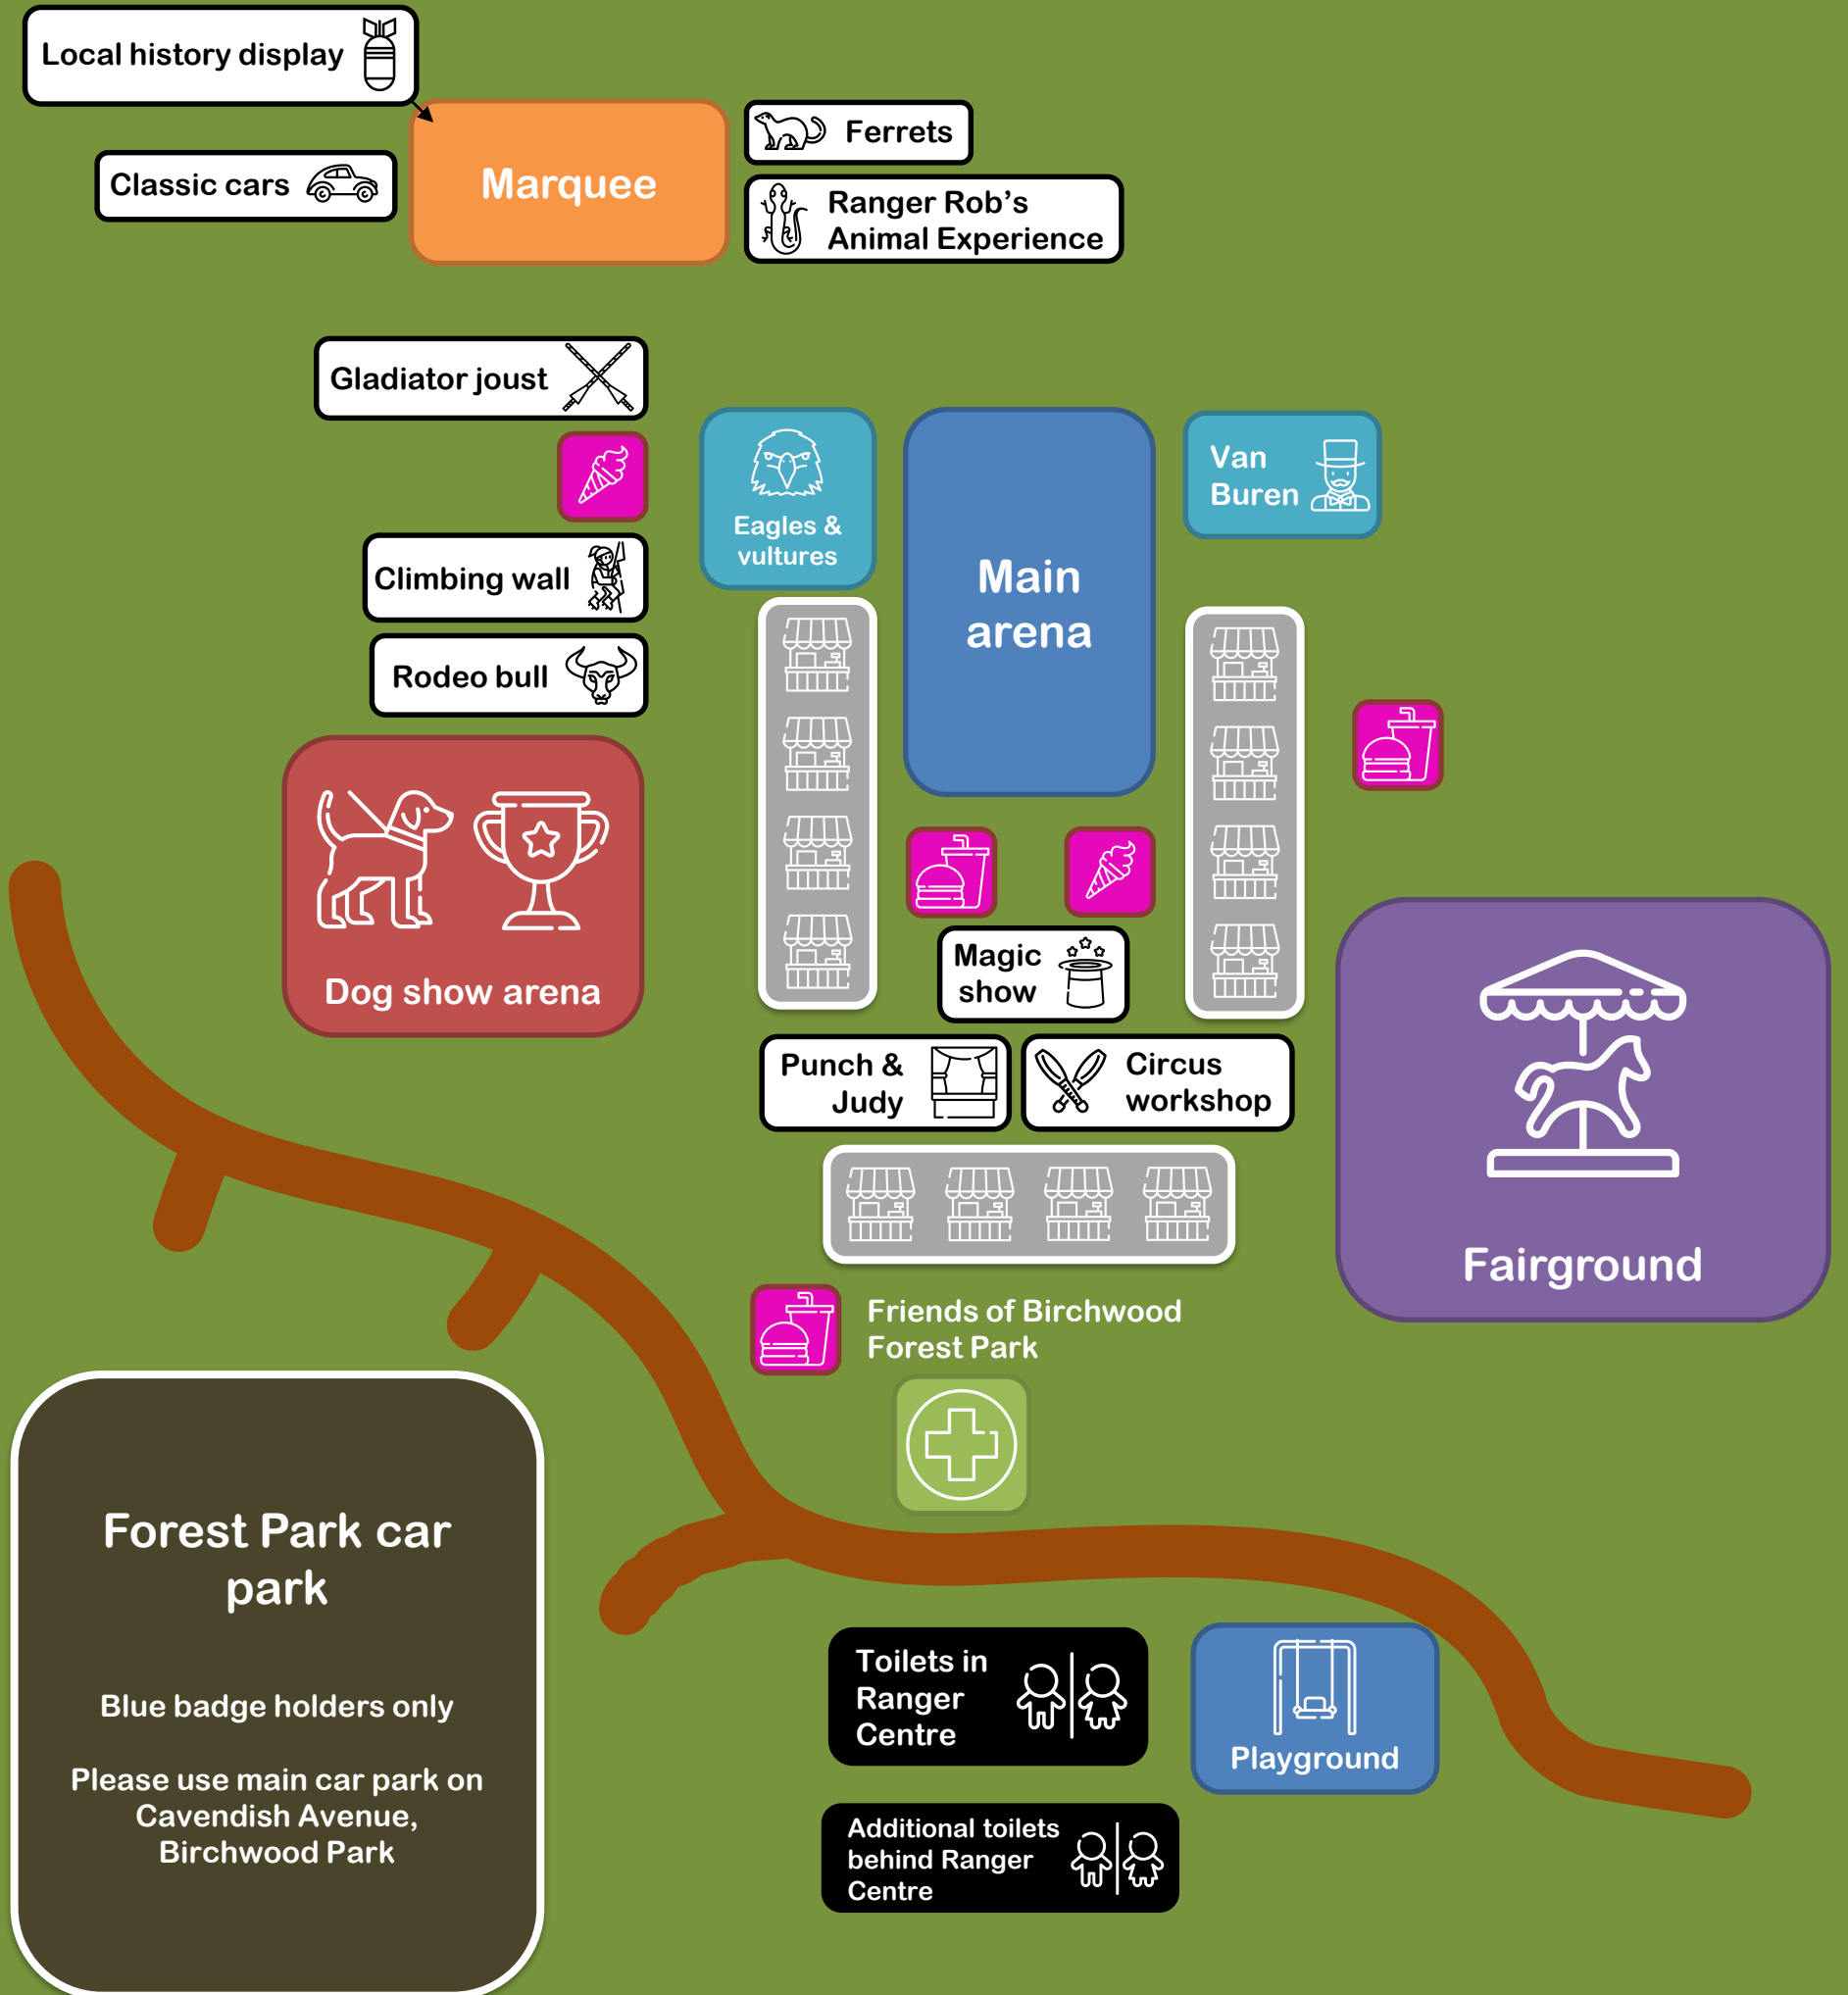 Local history display
Classic cars
Marquee
Ferrets
Ranger Rob's
Animal Experience
Gladiator joust
Climbing wall
Rodeo bull
Eagles &
vultures
Main
arena
Van
Buren
Dog show arena
Magic
show
Punch &
Judy
Circus
workshop
Fairground
Friends of Birchwood
Forest Park
Forest Park car
park
Blue badge holders only
Please use main car park on
Cavendish Avenue,
Birchwood Park
Toilets in
Ranger
Centre
Playground
Additional toilets
behind Ranger
Centre